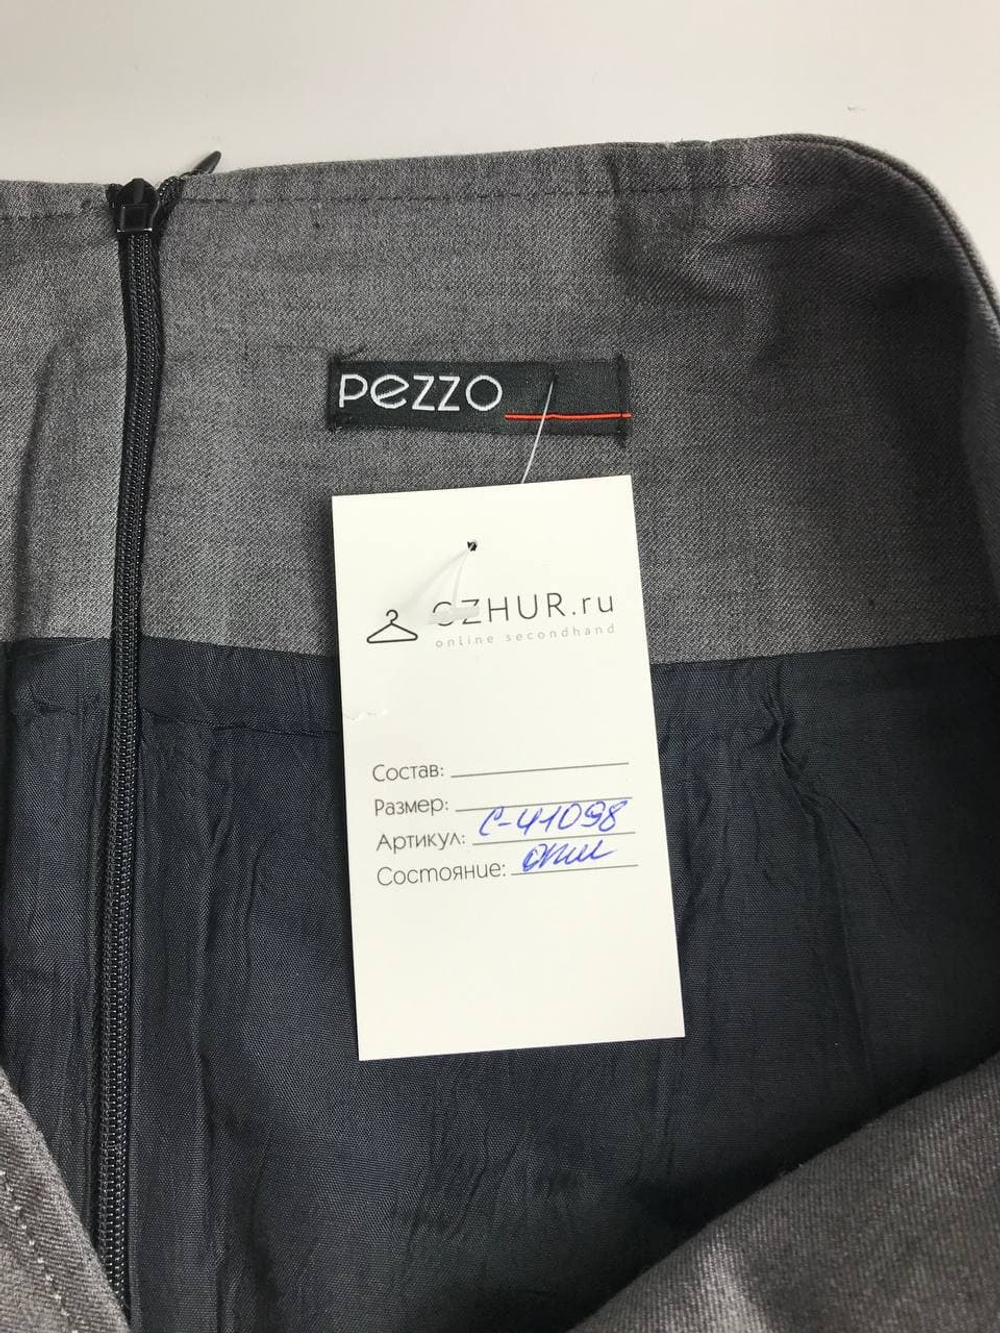 pezzo
OZHUR.ru
online secondhand
Состав:
Размер:
Артикул: С-41098
Состояние: отл